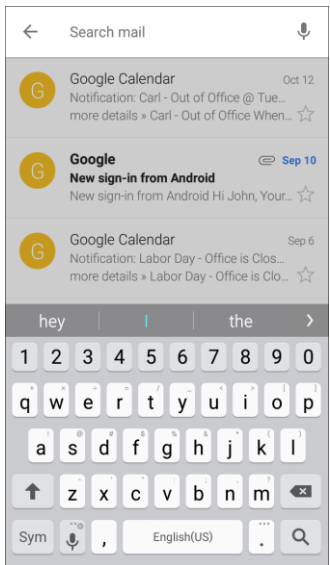 Search mail
G
Google Calendar Oct 12
Notification: Carl - Out of Office @ Tue...
more details » Carl - Out of Office When...
G
Google Sep 10
New sign-in from Android
New sign-in from Android Hi John, Your...
G
Google Calendar Sep 6
Notification: Labor Day - Office is Clos...
more details » Labor Day - Office is Clo...
hey I the
1 2 3 4 5 6 7 8 9 0
q w e r t y u i o p
a s d f g h j k l
z x c v b n m
Sym , English(US) .